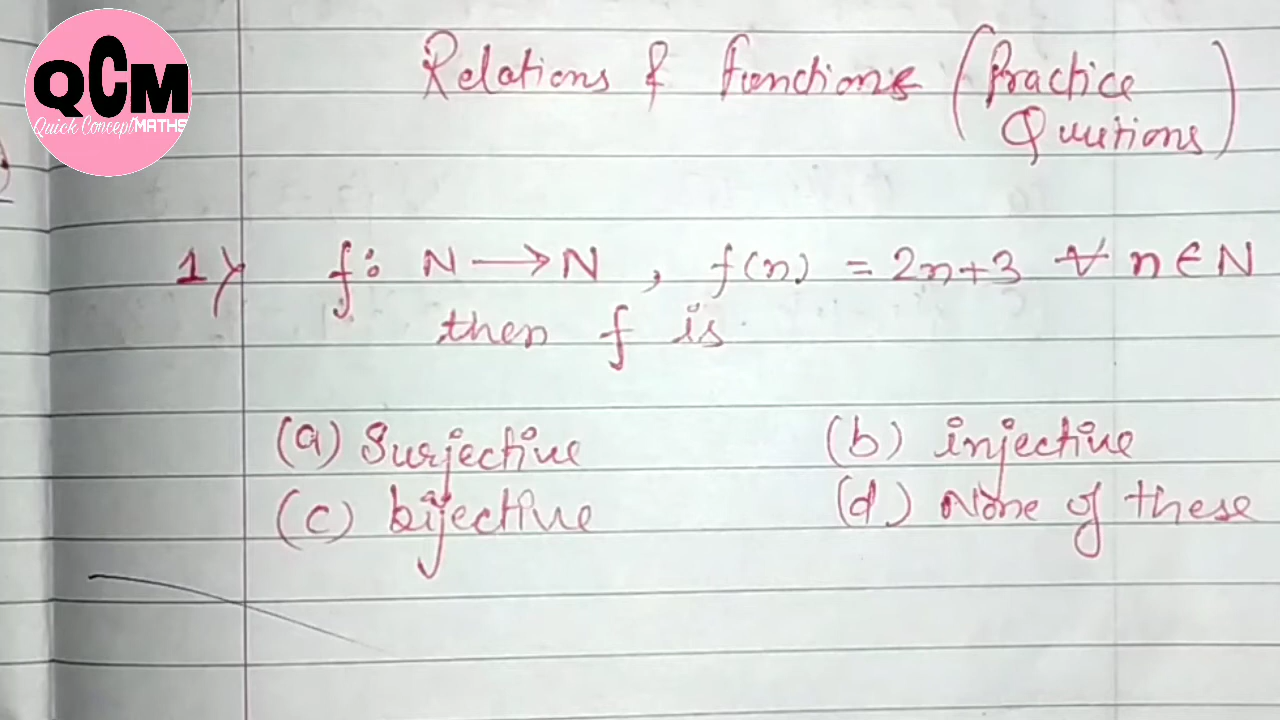 QCM
Quick Concept MATHS
Relations & Functions (Practice
Questions)
1) f: N → N , f(n) = 2n+3 ∀ n ∈ N
then f is
(a) Surjective (b) injective
(c) bijective (d) None of these